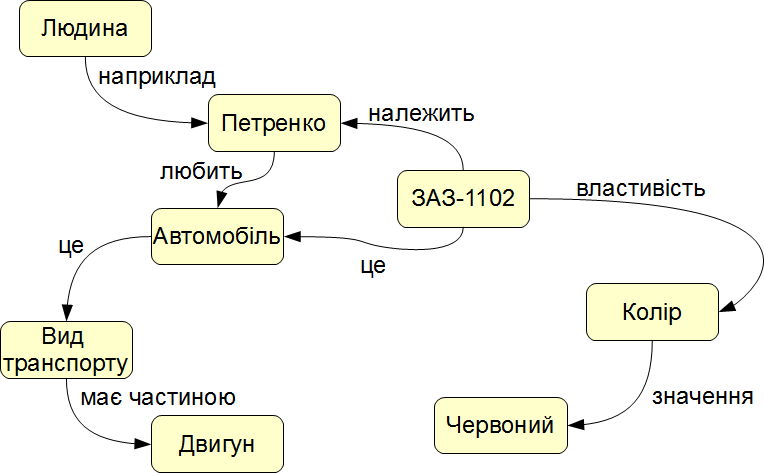 Людина
наприклад
Петренко
належить
любить
ЗАЗ-1102
властивість
Автомобіль
це
це
Колір
Вид
транспорту
має частиною
значення
Червоний
Двигун